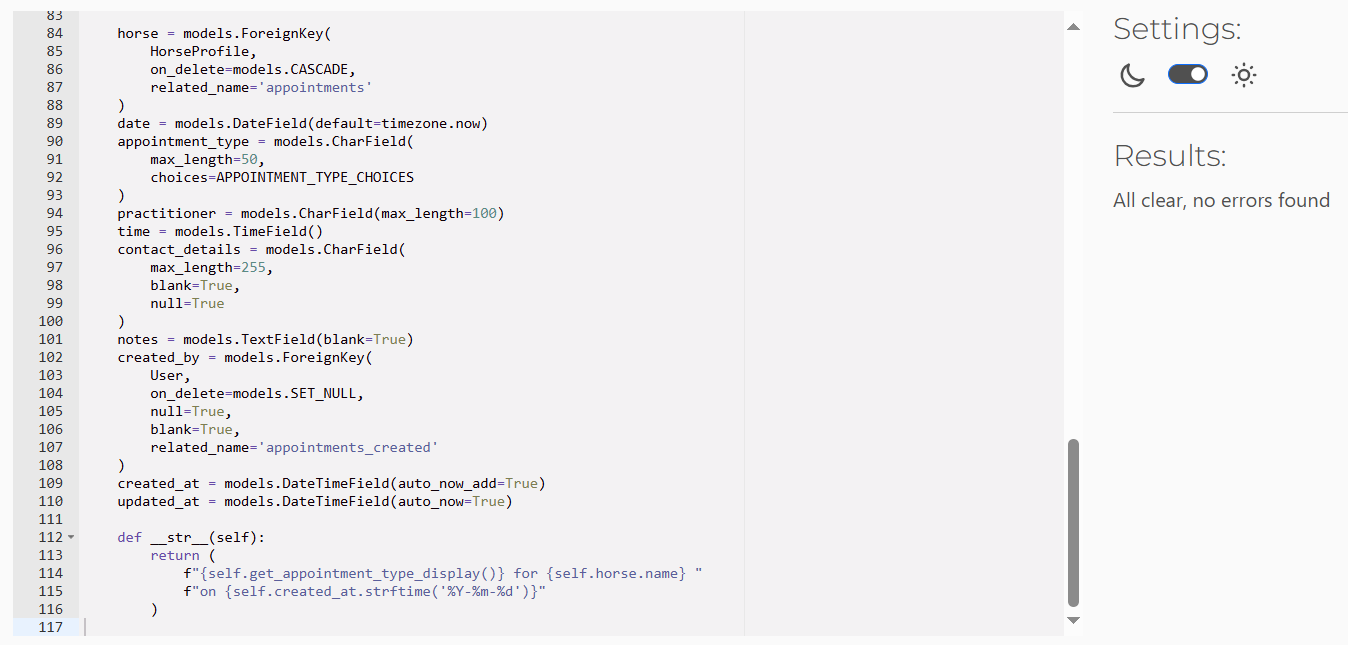 83
84 horse = models.ForeignKey(
85 HorseProfile,
86 on_delete=models.CASCADE,
87 related_name='appointments'
88 )
89 date = models.DateField(default=timezone.now)
90 appointment_type = models.CharField(
91 max_length=50,
92 choices=APPOINTMENT_TYPE_CHOICES
93 )
94 practitioner = models.CharField(max_length=100)
95 time = models.TimeField()
96 contact_details = models.CharField(
97 max_length=255,
98 blank=True,
99 null=True
100 )
101 notes = models.TextField(blank=True)
102 created_by = models.ForeignKey(
103 User,
104 on_delete=models.SET_NULL,
105 null=True,
106 blank=True,
107 related_name='appointments_created'
108 )
109 created_at = models.DateTimeField(auto_now_add=True)
110 updated_at = models.DateTimeField(auto_now=True)
111
112 def __str__(self):
113 return (
114 f"{self.get_appointment_type_display()} for {self.horse.name} "
115 f"on {self.created_at.strftime('%Y-%m-%d')}"
116 )
117
Settings:
Results:
All clear, no errors found